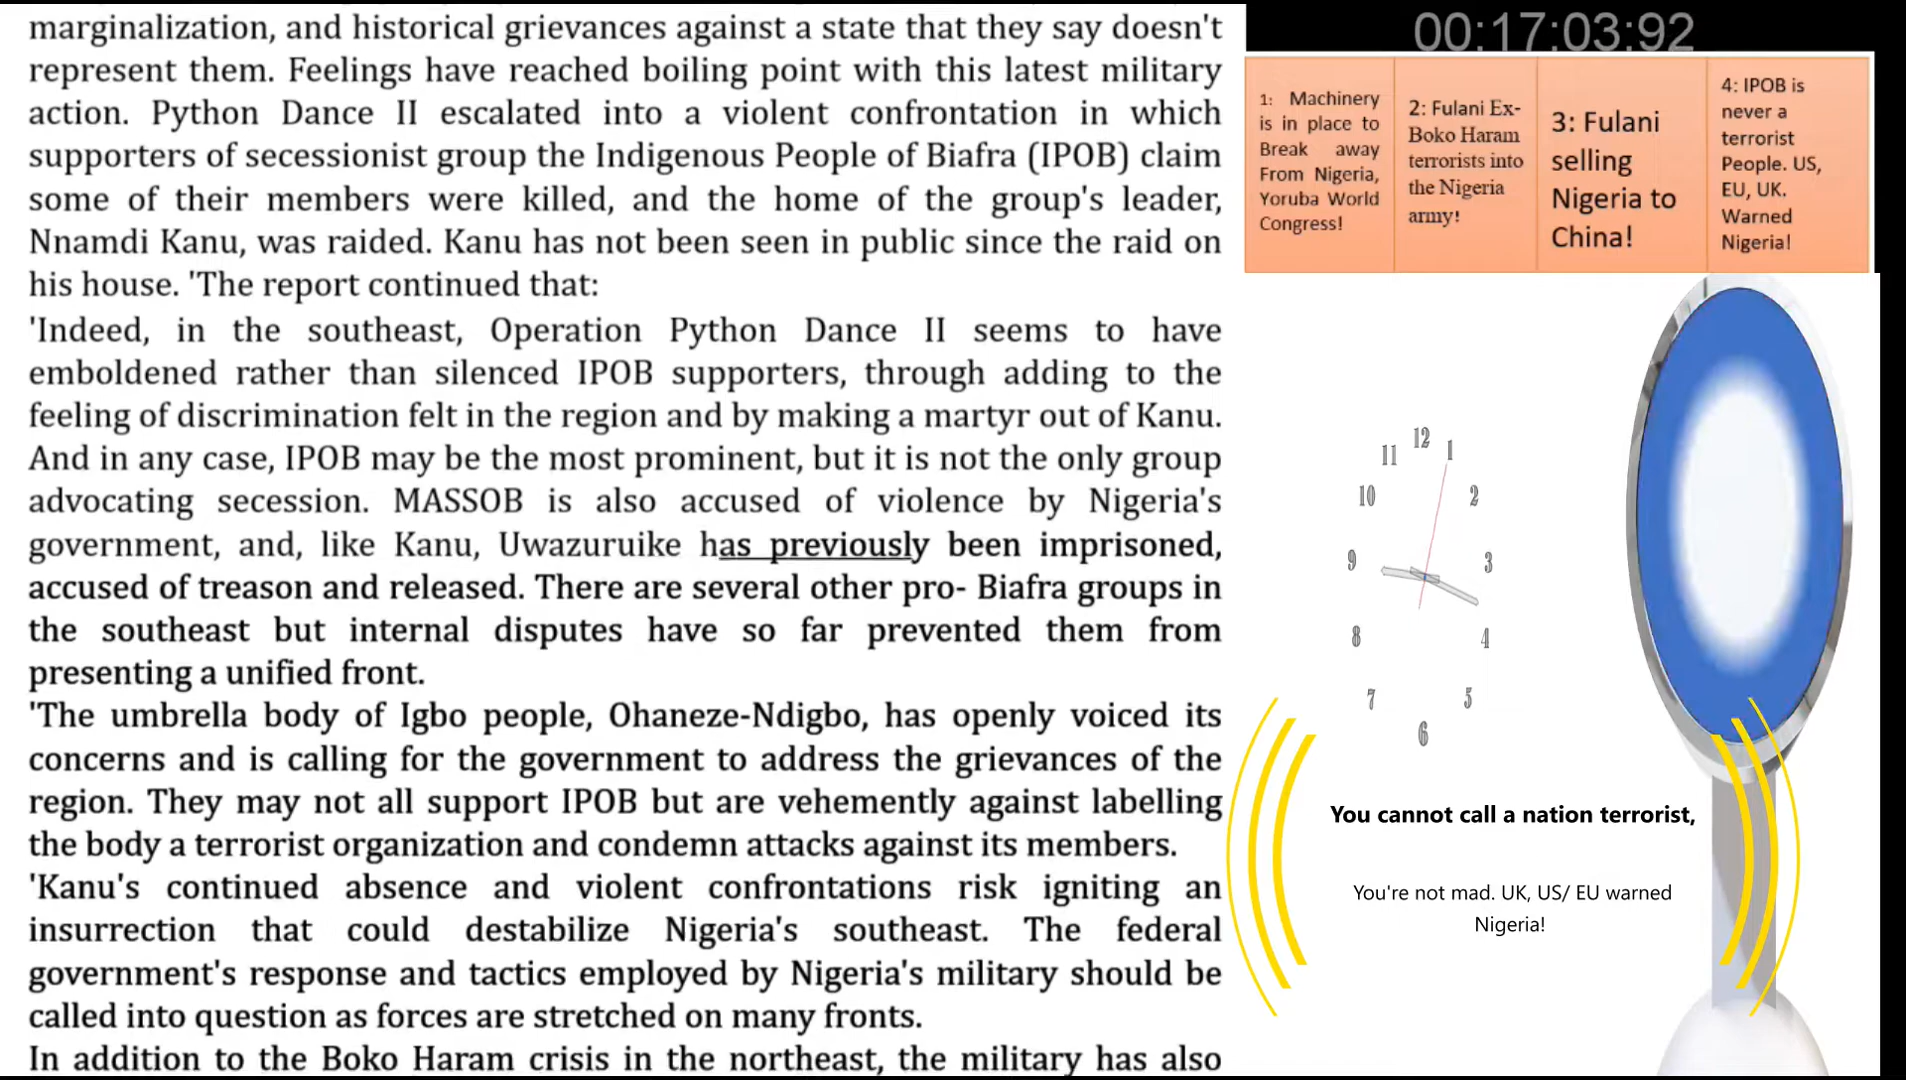 marginalization, and historical grievances against a state that they say doesn't
represent them. Feelings have reached boiling point with this latest military
action. Python Dance II escalated into a violent confrontation in which
supporters of secessionist group the Indigenous People of Biafra (IPOB) claim
some of their members were killed, and the home of the group's leader,
Nnamdi Kanu, was raided. Kanu has not been seen in public since the raid on
his house. 'The report continued that:
'Indeed, in the southeast, Operation Python Dance II seems to have
emboldened rather than silenced IPOB supporters, through adding to the
feeling of discrimination felt in the region and by making a martyr out of Kanu.
And in any case, IPOB may be the most prominent, but it is not the only group
advocating secession. MASSOB is also accused of violence by Nigeria's
government, and, like Kanu, Uwazuruike has previously been imprisoned,
accused of treason and released. There are several other pro- Biafra groups in
the southeast but internal disputes have so far prevented them from
presenting a unified front.
'The umbrella body of Igbo people, Ohaneze-Ndigbo, has openly voiced its
concerns and is calling for the government to address the grievances of the
region. They may not all support IPOB but are vehemently against labelling
the body a terrorist organization and condemn attacks against its members.
'Kanu's continued absence and violent confrontations risk igniting an
insurrection that could destabilize Nigeria's southeast. The federal
government's response and tactics employed by Nigeria's military should be
called into question as forces are stretched on many fronts.
In addition to the Boko Haram crisis in the northeast, the military has also
00:17:03:92
1: Machinery
is in place to
Break away
From Nigeria,
Yoruba World
Congress!
2: Fulani Ex-
Boko Haram
terrorists into
the Nigeria
army!
3: Fulani
selling
Nigeria to
China!
4: IPOB is
never a
terrorist
People. US,
EU, UK.
Warned
Nigeria!
12
1
2
3
4
5
6
7
8
9
10
11
You cannot call a nation terrorist,
You're not mad. UK, US/ EU warned
Nigeria!